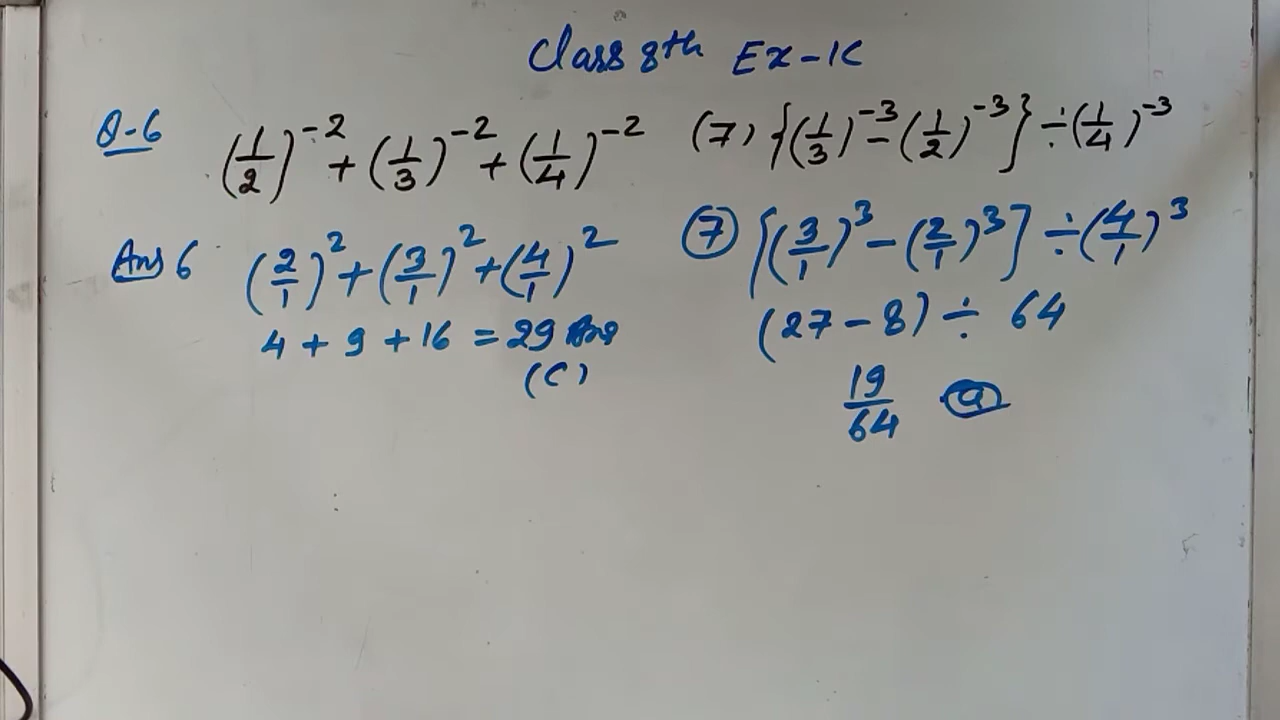 Class 8th Ex-1C
Q-6 (1/2)⁻² + (1/3)⁻² + (1/4)⁻²
Ans 6 (2/1)² + (3/1)² + (4/1)²
4 + 9 + 16 = 29 Ans
(C)
(7) {(1/3)⁻³ - (1/2)⁻³} ÷ (1/4)⁻³
(7) {(3/1)³ - (2/1)³} ÷ (4/1)³
(27 - 8) ÷ 64
19/64 (a)